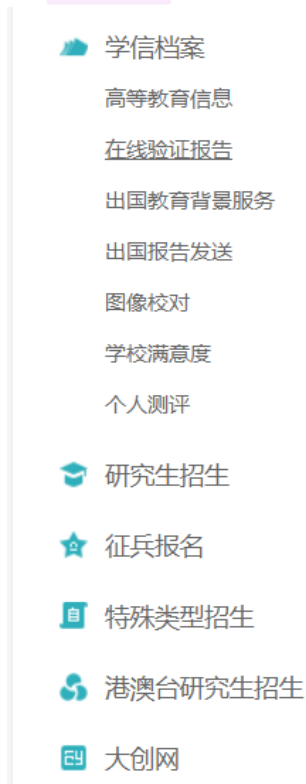 学信档案
高等教育信息
在线验证报告
出国教育背景服务
出国报告发送
图像校对
学校满意度
个人测评
研究生招生
征兵报名
特殊类型招生
港澳台研究生招生
大创网